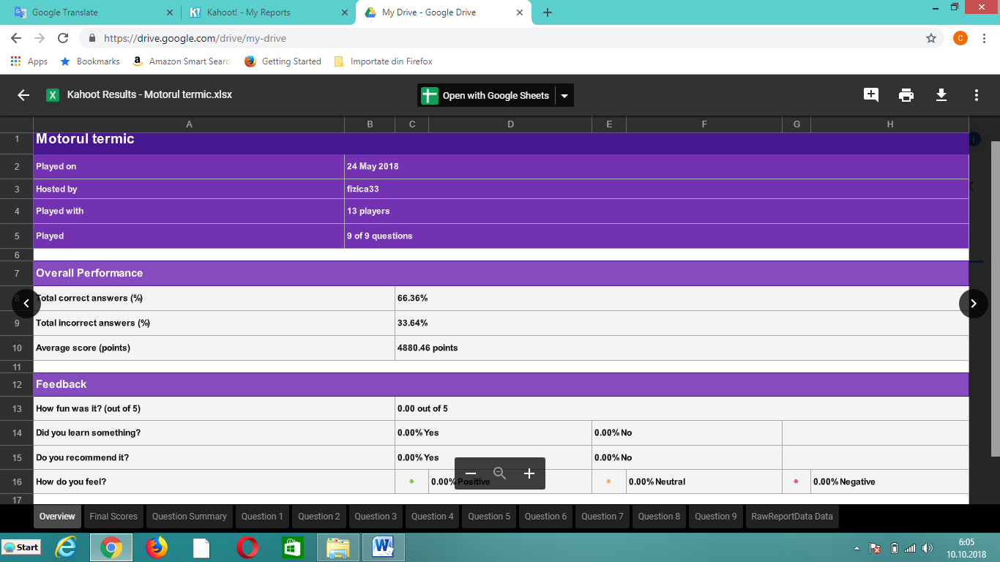 Google Translate
Kahoot! - My Reports
My Drive - Google Drive
https://drive.google.com/drive/my-drive
C
Apps Bookmarks Amazon Smart Searc Getting Started Importate din Firefox
Kahoot Results - Motorul termic.xlsx
Open with Google Sheets
A B C D E F G H
1 Motorul termic
2 Played on 24 May 2018
3 Hosted by fizica33
4 Played with 13 players
5 Played 9 of 9 questions
6
7 Overall Performance
8 Total correct answers (%) 66.36%
9 Total incorrect answers (%) 33.64%
10 Average score (points) 4880.46 points
11
12 Feedback
13 How fun was it? (out of 5) 0.00 out of 5
14 Did you learn something? 0.00% Yes 0.00% No
15 Do you recommend it? 0.00% Yes 0.00% No
16 How do you feel? 0.00% Positive 0.00% Neutral 0.00% Negative
17
Overview Final Scores Question Summary Question 1 Question 2 Question 3 Question 4 Question 5 Question 6 Question 7 Question 8 Question 9 RawReportData Data
Start
6:05
10.10.2018